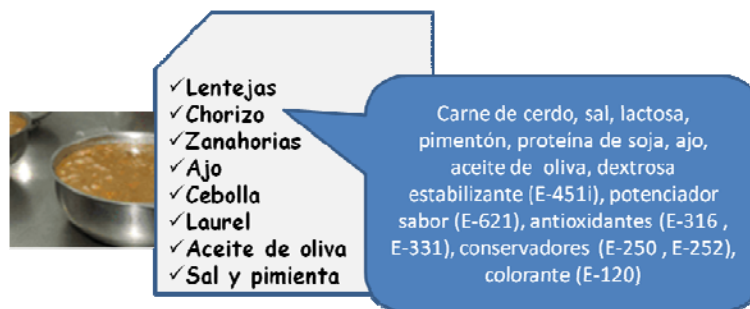 ✓Lentejas
✓Chorizo
✓Zanahorias
✓Ajo
✓Cebolla
✓Laurel
✓Aceite de oliva
✓Sal y pimienta
Carne de cerdo, sal, lactosa,
pimentón, proteína de soja, ajo,
aceite de oliva, dextrosa
estabilizante (E-451i), potenciador
sabor (E-621), antioxidantes (E-316 ,
E-331), conservadores (E-250 , E-252),
colorante (E-120)